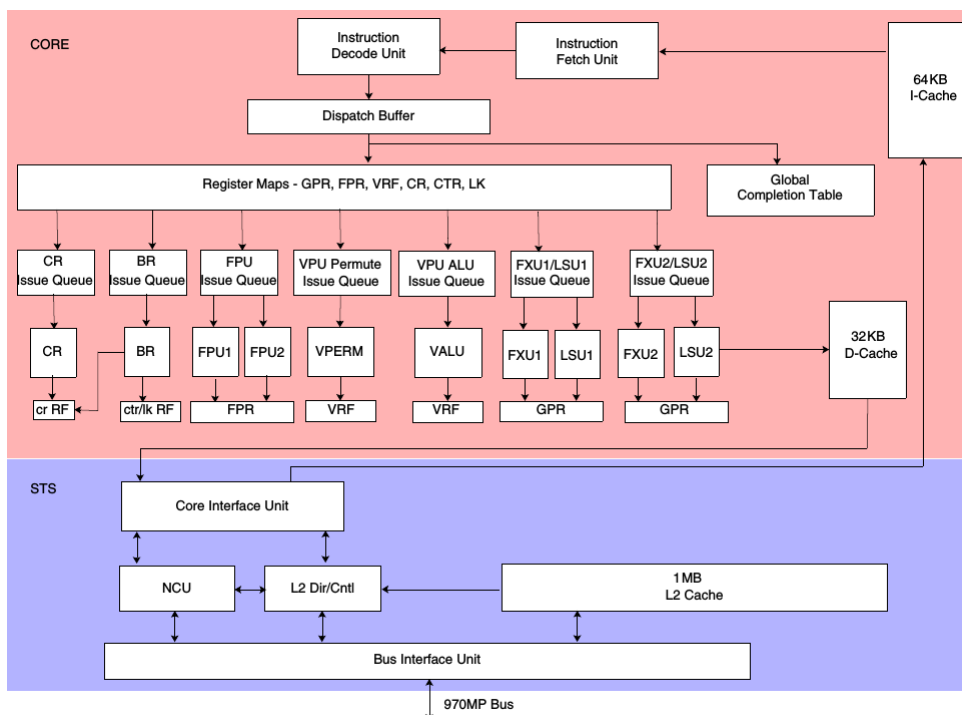 CORE
Instruction
Decode Unit
Instruction
Fetch Unit
64KB
I-Cache
Dispatch Buffer
Register Maps - GPR, FPR, VRF, CR, CTR, LK
Global
Completion Table
CR
Issue Queue
BR
Issue Queue
FPU
Issue Queue
VPU Permute
Issue Queue
VPU ALU
Issue Queue
FXU1/LSU1
Issue Queue
FXU2/LSU2
Issue Queue
CR
BR
FPU1
FPU2
VPERM
VALU
FXU1
LSU1
FXU2
LSU2
32KB
D-Cache
cr RF
ctr/lk RF
FPR
VRF
VRF
GPR
GPR
STS
Core Interface Unit
NCU
L2 Dir/Cntl
1MB
L2 Cache
Bus Interface Unit
970MP Bus